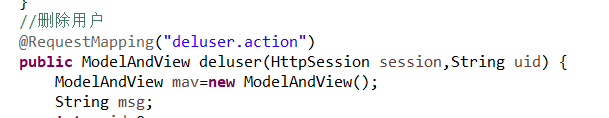 }
//删除用户
@RequestMapping("deluser.action")
public ModelAndView deluser(HttpSession session,String uid) {
ModelAndView mav=new ModelAndView();
String msg;